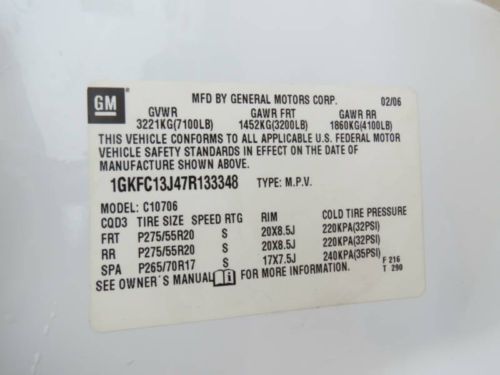 GM
MFD BY GENERAL MOTORS CORP. 02/06
GVWR GAWR FRT GAWR RR
3221KG(7100LB) 1452KG(3200LB) 1860KG(4100LB)
THIS VEHICLE CONFORMS TO ALL APPLICABLE U.S. FEDERAL MOTOR
VEHICLE SAFETY STANDARDS IN EFFECT ON THE DATE OF
MANUFACTURE SHOWN ABOVE.
1GKFC13J47R133348 TYPE: M.P.V.
MODEL: C10706
CQD3 TIRE SIZE SPEED RTG RIM COLD TIRE PRESSURE
FRT P275/55R20 S 20X8.5J 220KPA(32PSI)
RR P275/55R20 S 20X8.5J 220KPA(32PSI)
SPA P265/70R17 S 17X7.5J 240KPA(35PSI) F 216
SEE OWNER'S MANUAL FOR ADDITIONAL INFORMATION. T 290